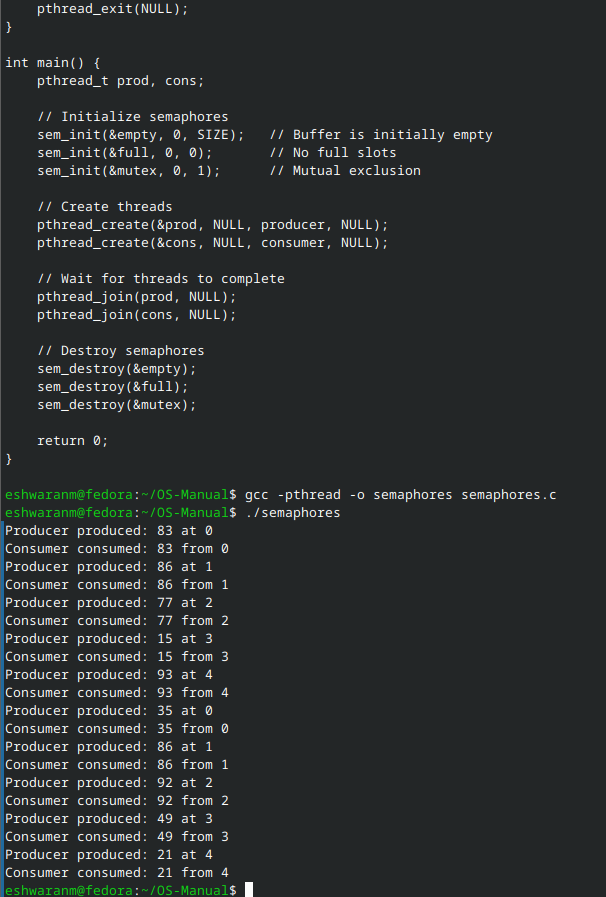 pthread_exit(NULL);
}

int main() {
    pthread_t prod, cons;

    // Initialize semaphores
    sem_init(&empty, 0, SIZE);   // Buffer is initially empty
    sem_init(&full, 0, 0);       // No full slots
    sem_init(&mutex, 0, 1);      // Mutual exclusion

    // Create threads
    pthread_create(&prod, NULL, producer, NULL);
    pthread_create(&cons, NULL, consumer, NULL);

    // Wait for threads to complete
    pthread_join(prod, NULL);
    pthread_join(cons, NULL);

    // Destroy semaphores
    sem_destroy(&empty);
    sem_destroy(&full);
    sem_destroy(&mutex);

    return 0;
}

eshwaranm@fedora:~/OS-Manual$ gcc -pthread -o semaphores semaphores.c
eshwaranm@fedora:~/OS-Manual$ ./semaphores
Producer produced: 83 at 0
Consumer consumed: 83 from 0
Producer produced: 86 at 1
Consumer consumed: 86 from 1
Producer produced: 77 at 2
Consumer consumed: 77 from 2
Producer produced: 15 at 3
Consumer consumed: 15 from 3
Producer produced: 93 at 4
Consumer consumed: 93 from 4
Producer produced: 35 at 0
Consumer consumed: 35 from 0
Producer produced: 86 at 1
Consumer consumed: 86 from 1
Producer produced: 92 at 2
Consumer consumed: 92 from 2
Producer produced: 49 at 3
Consumer consumed: 49 from 3
Producer produced: 21 at 4
Consumer consumed: 21 from 4
eshwaranm@fedora:~/OS-Manual$